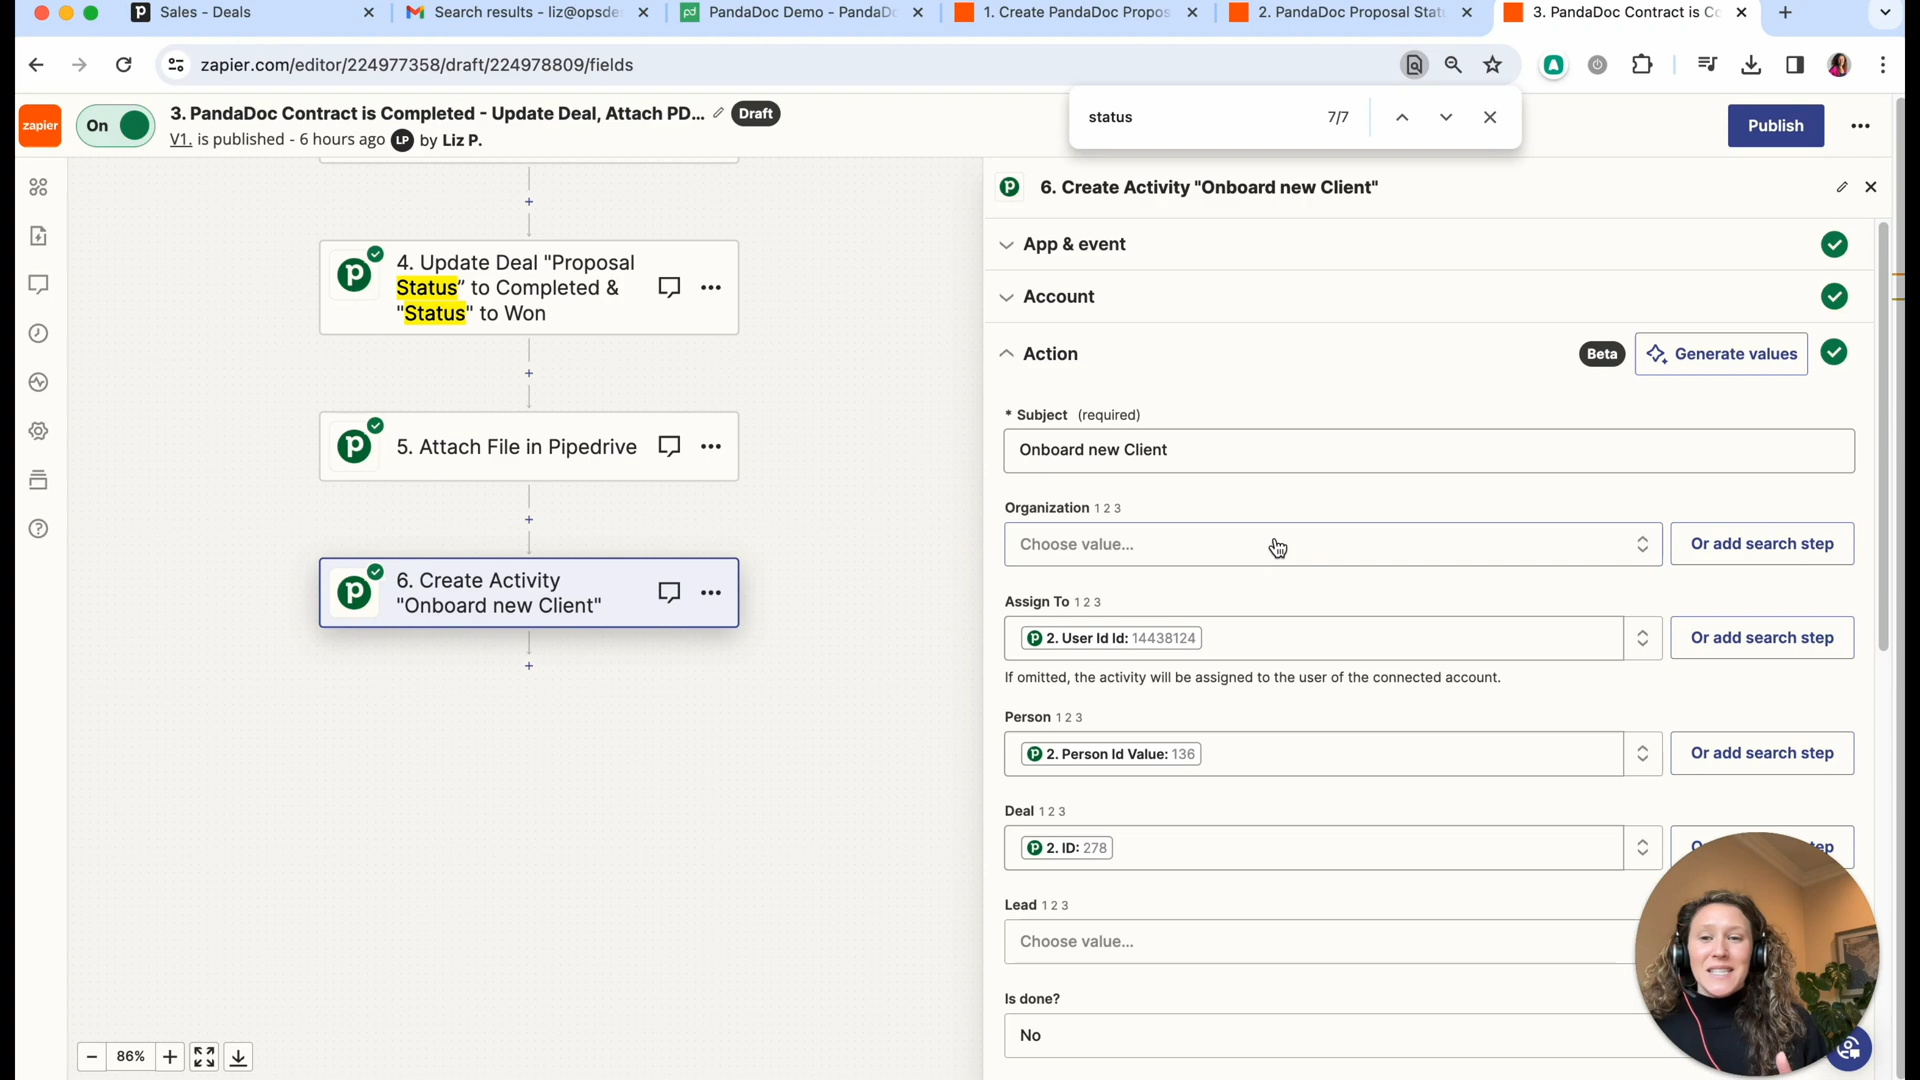 Sales - Deals
Search results - liz@opsde
PandaDoc Demo - PandaDo
1. Create PandaDoc Propos
2. PandaDoc Proposal Statu
3. PandaDoc Contract is Co
zapier.com/editor/224977358/draft/224978809/fields
status
7/7
zapier
On
3. PandaDoc Contract is Completed - Update Deal, Attach PD...
Draft
V1. is published - 6 hours ago LP by Liz P.
Publish
4. Update Deal "Proposal
Status" to Completed &
"Status" to Won
5. Attach File in Pipedrive
6. Create Activity
"Onboard new Client"
86%
6. Create Activity "Onboard new Client"
App & event
Account
Action
Beta
Generate values
* Subject (required)
Onboard new Client
Organization 1 2 3
Choose value...
Or add search step
Assign To 1 2 3
2. User Id Id: 14438124
Or add search step
If omitted, the activity will be assigned to the user of the connected account.
Person 1 2 3
2. Person Id Value: 136
Or add search step
Deal 1 2 3
2. ID: 278
Lead 1 2 3
Choose value...
Is done?
No